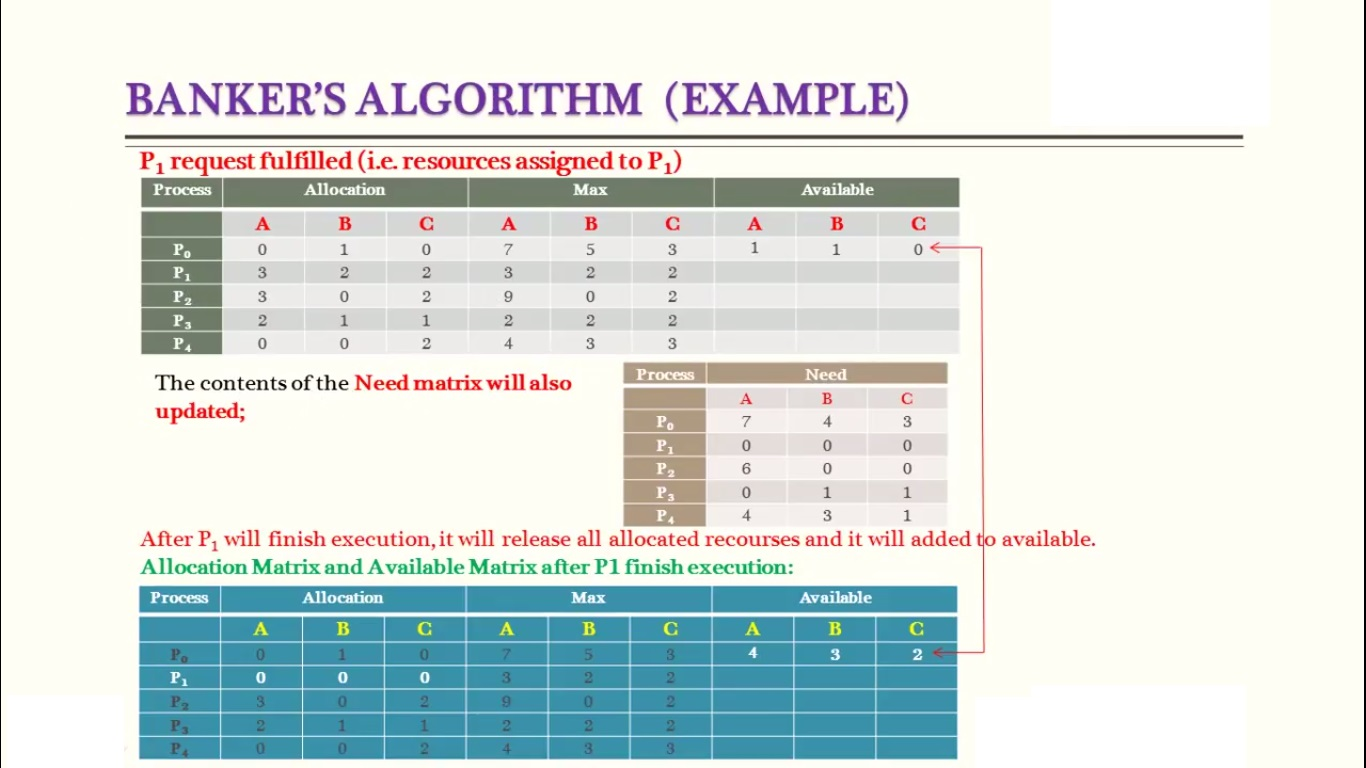 BANKER'S ALGORITHM (EXAMPLE)
P₁ request fulfilled (i.e. resources assigned to P₁)
Process Allocation Max Available
A B C A B C A B C
P₀ 0 1 0 7 5 3 1 1 0
P₁ 3 2 2 3 2 2
P₂ 3 0 2 9 0 2
P₃ 2 1 1 2 2 2
P₄ 0 0 2 4 3 3
The contents of the Need matrix will also
updated;
Process Need
A B C
P₀ 7 4 3
P₁ 0 0 0
P₂ 6 0 0
P₃ 0 1 1
P₄ 4 3 1
After P₁ will finish execution, it will release all allocated recourses and it will added to available.
Allocation Matrix and Available Matrix after P1 finish execution:
Process Allocation Max Available
A B C A B C A B C
P₀ 0 1 0 7 5 3 4 3 2
P₁ 0 0 0 3 2 2
P₂ 3 0 2 9 0 2
P₃ 2 1 1 2 2 2
P₄ 0 0 2 4 3 3